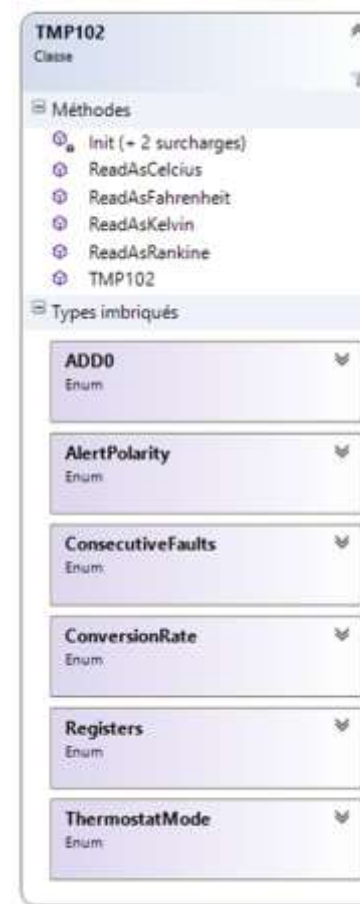 TMP102
Classe
Méthodes
Init (+ 2 surcharges)
ReadAsCelcius
ReadAsFahrenheit
ReadAsKelvin
ReadAsRankine
TMP102
Types imbriqués
ADD0
Enum
AlertPolarity
Enum
ConsecutiveFaults
Enum
ConversionRate
Enum
Registers
Enum
ThermostatMode
Enum